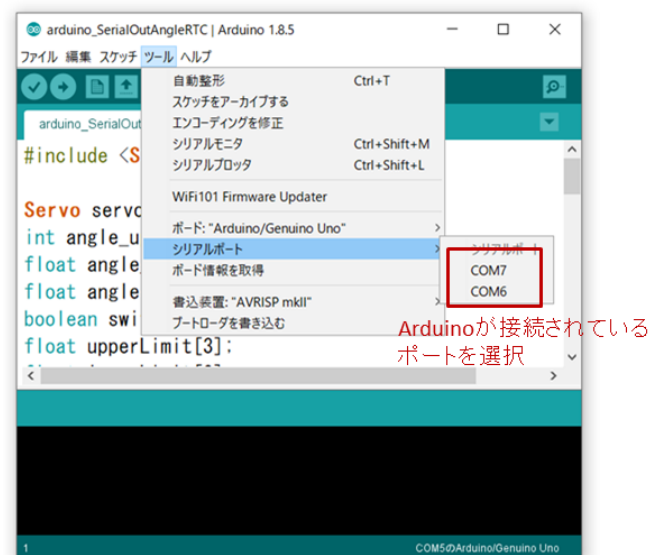 arduino_SerialOutAngleRTC | Arduino 1.8.5
ファイル 編集 スケッチ ツール ヘルプ
自動整形 Ctrl+T
スケッチをアーカイブする
エンコーディングを修正
シリアルモニタ Ctrl+Shift+M
シリアルプロッタ Ctrl+Shift+L
WiFi101 Firmware Updater
ボード: "Arduino/Genuino Uno"
シリアルポート
ボード情報を取得
書込装置: "AVRISP mkII"
ブートローダを書き込む
シリアルポート
COM7
COM6
Arduinoが接続されている
ポートを選択
arduino_SerialOut
#include <S
Servo servo
int angle_u
float angle
float angle
boolean swi
float upperLimit[3];
1 COM5のArduino/Genuino Uno